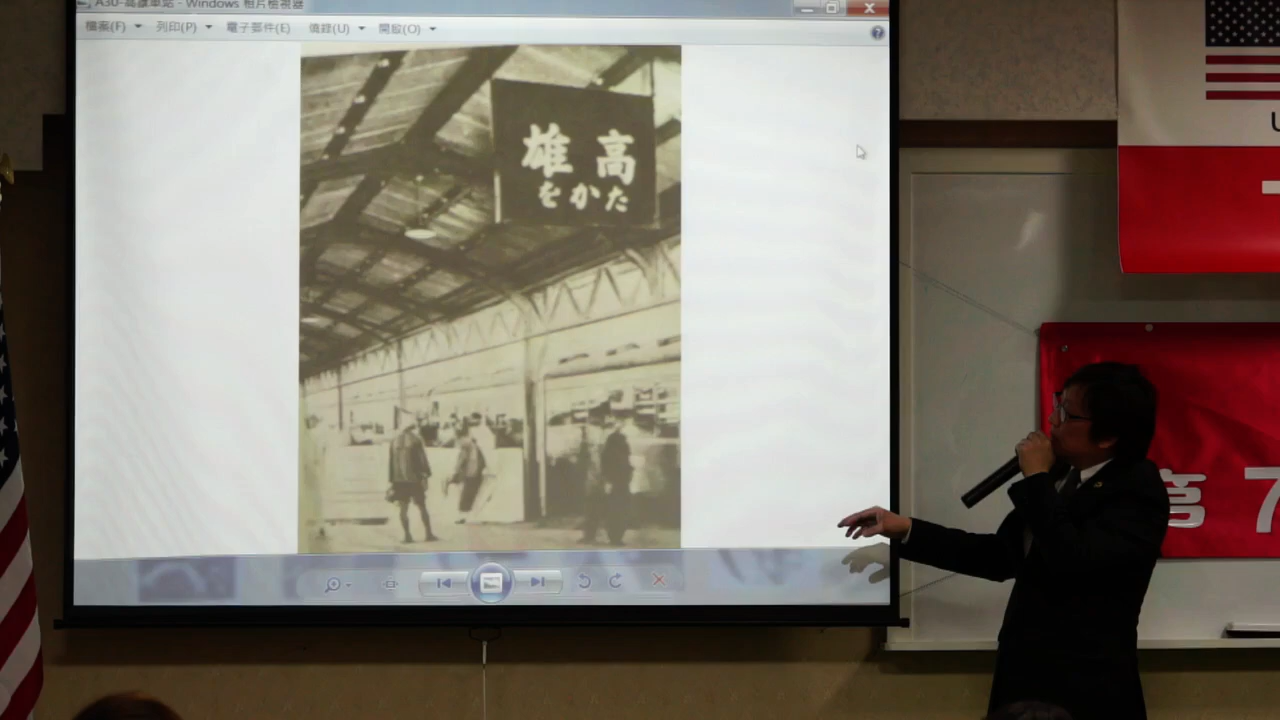 A30-高雄車站 - Windows 相片檢視器
檔案(F) 列印(P) 電子郵件(E) 燒錄(U) 開啟(O)
高雄
たかを
7